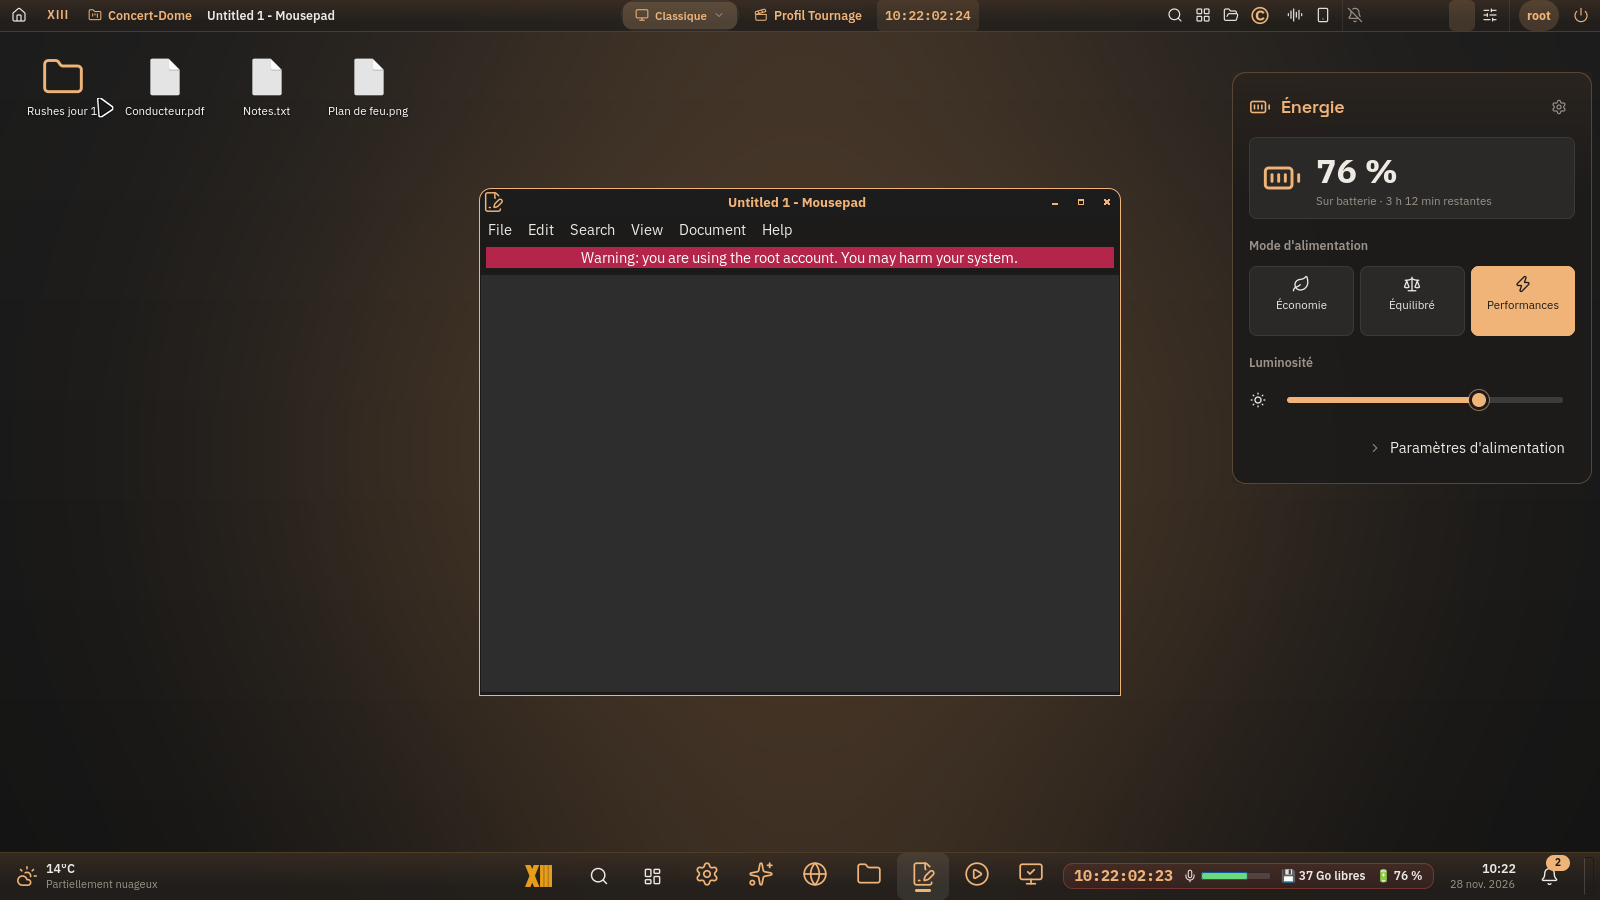 XIII Concert-Dome Untitled 1 - Mousepad Classique Profil Tournage 10:22:02:24 root
Rushes jour 1 Conducteur.pdf Notes.txt Plan de feu.png
Untitled 1 - Mousepad
File Edit Search View Document Help
Warning: you are using the root account. You may harm your system.
Énergie
76 %
Sur batterie · 3 h 12 min restantes
Mode d'alimentation
Économie Équilibré Performances
Luminosité
Paramètres d'alimentation
14°C
Partiellement nuageux
XIII
10:22:02:23 37 Go libres 76 %
10:22
28 nov. 2026
2